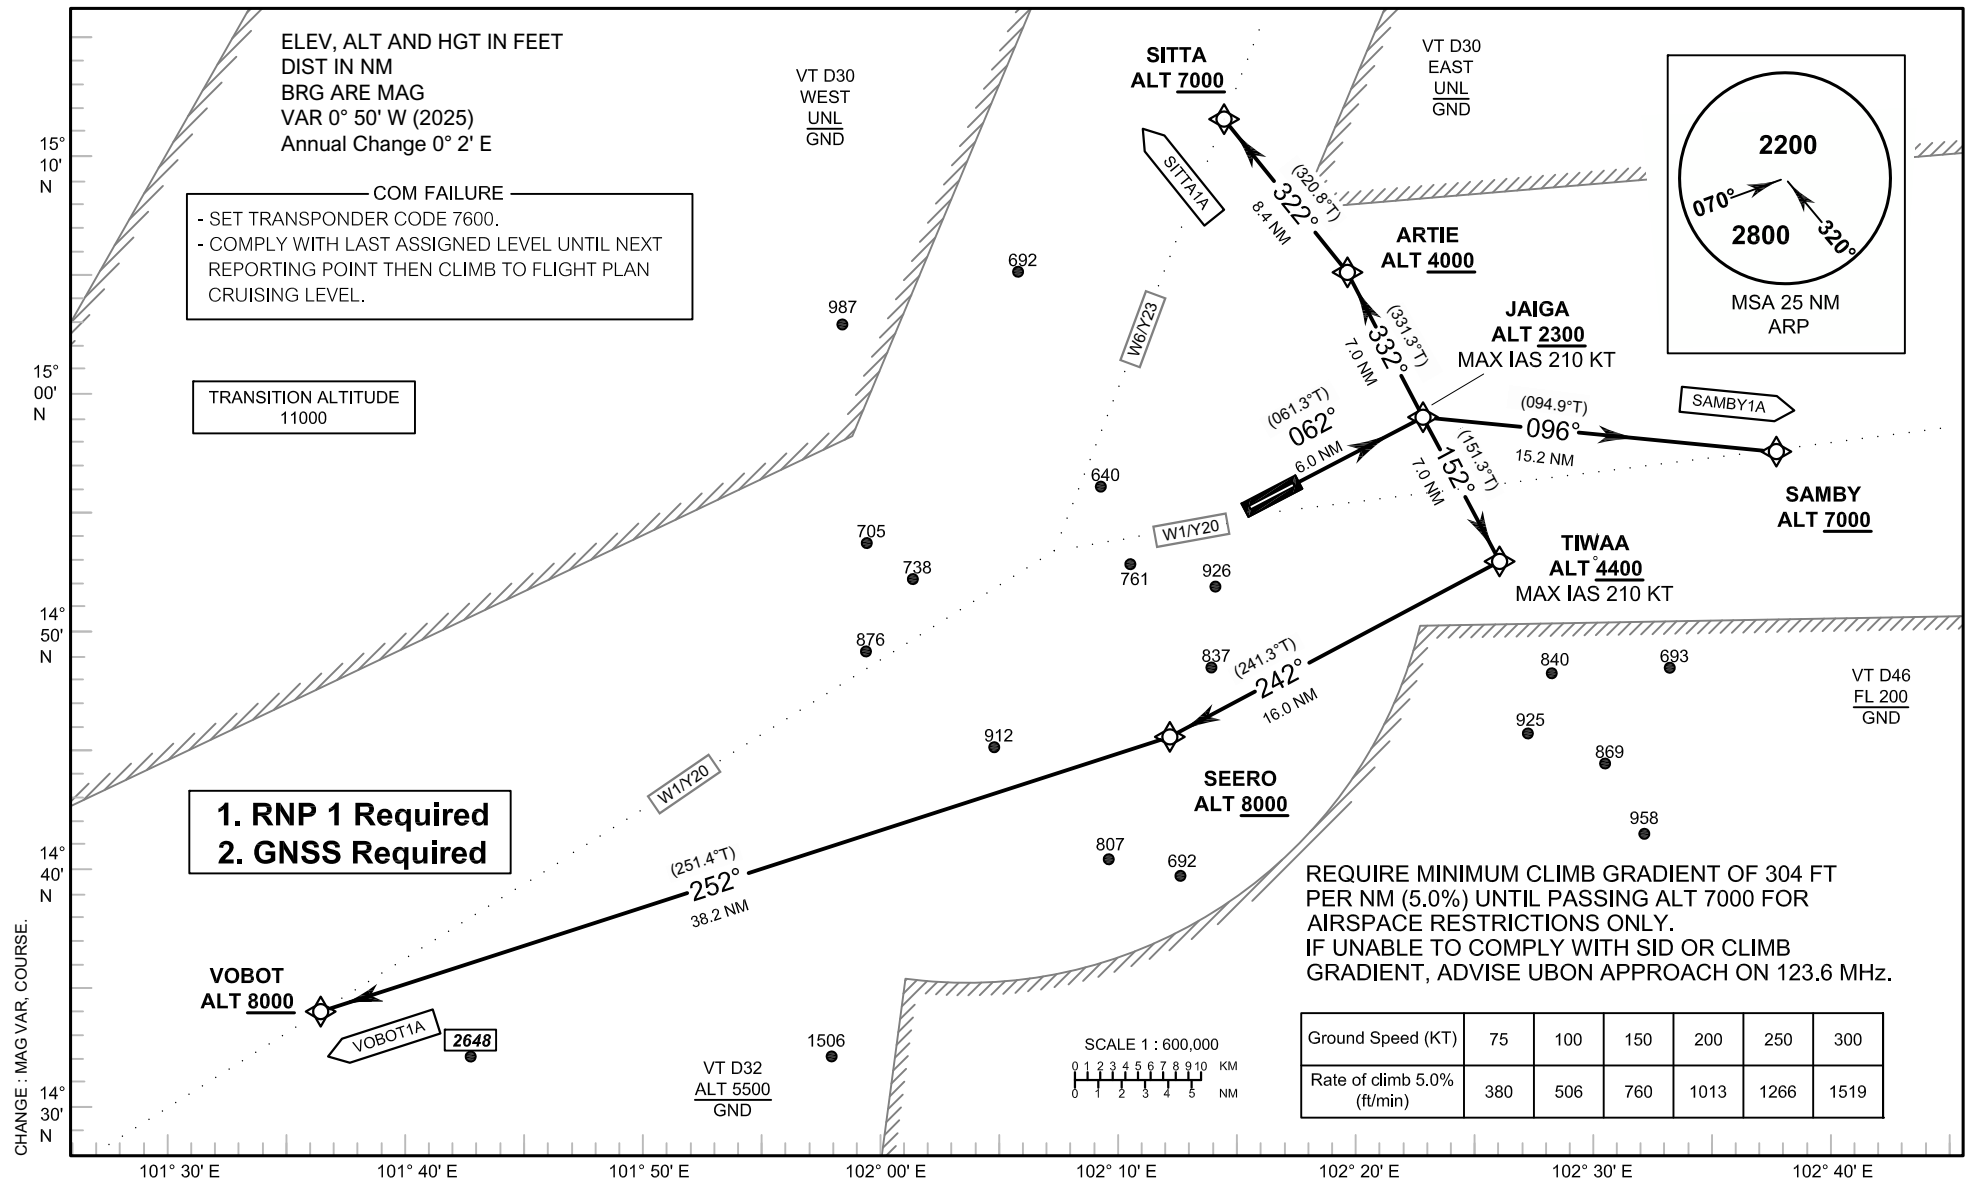 ELEV, ALT AND HGT IN FEET
DIST IN NM
BRG ARE MAG
VAR 0° 50' W (2025)
Annual Change 0° 2' E
COM FAILURE
- SET TRANSPONDER CODE 7600.
- COMPLY WITH LAST ASSIGNED LEVEL UNTIL NEXT
REPORTING POINT THEN CLIMB TO FLIGHT PLAN
CRUISING LEVEL.
TRANSITION ALTITUDE
11000
VT D30
WEST
UNL
GND
SITTA
ALT 7000
VT D30
EAST
UNL
GND
2200
070°
2800
320°
MSA 25 NM
ARP
SITTA1A
(320.8°T)
322°
8.4 NM
ARTIE
ALT 4000
JAIGA
ALT 2300
MAX IAS 210 KT
(331.3°T)
332°
7.0 NM
W6/Y23
692
987
(061.3°T)
062°
6.0 NM
SAMBY1A
(094.9°T)
096°
15.2 NM
(151.3°T)
152°
7.0 NM
SAMBY
ALT 7000
640
W1/Y20
705
738
761
926
TIWAA
ALT 4400
MAX IAS 210 KT
876
837
(241.3°T)
242°
16.0 NM
840
693
VT D46
FL 200
GND
925
869
958
912
W1/Y20
SEERO
ALT 8000
1. RNP 1 Required
2. GNSS Required
(251.4°T)
252°
38.2 NM
807
692
REQUIRE MINIMUM CLIMB GRADIENT OF 304 FT
PER NM (5.0%) UNTIL PASSING ALT 7000 FOR
AIRSPACE RESTRICTIONS ONLY.
IF UNABLE TO COMPLY WITH SID OR CLIMB
GRADIENT, ADVISE UBON APPROACH ON 123.6 MHz.
VOBOT
ALT 8000
VOBOT1A
2648
1506
VT D32
ALT 5500
GND
SCALE 1 : 600,000
0 1 2 3 4 5 6 7 8 9 10 KM
0 1 2 3 4 5 NM
Ground Speed (KT) 75 100 150 200 250 300
Rate of climb 5.0%
(ft/min) 380 506 760 1013 1266 1519
15°
10'
N
15°
00'
N
14°
50'
N
14°
40'
N
14°
30'
N
101° 30' E 101° 40' E 101° 50' E 102° 00' E 102° 10' E 102° 20' E 102° 30' E 102° 40' E
CHANGE : MAG VAR, COURSE.